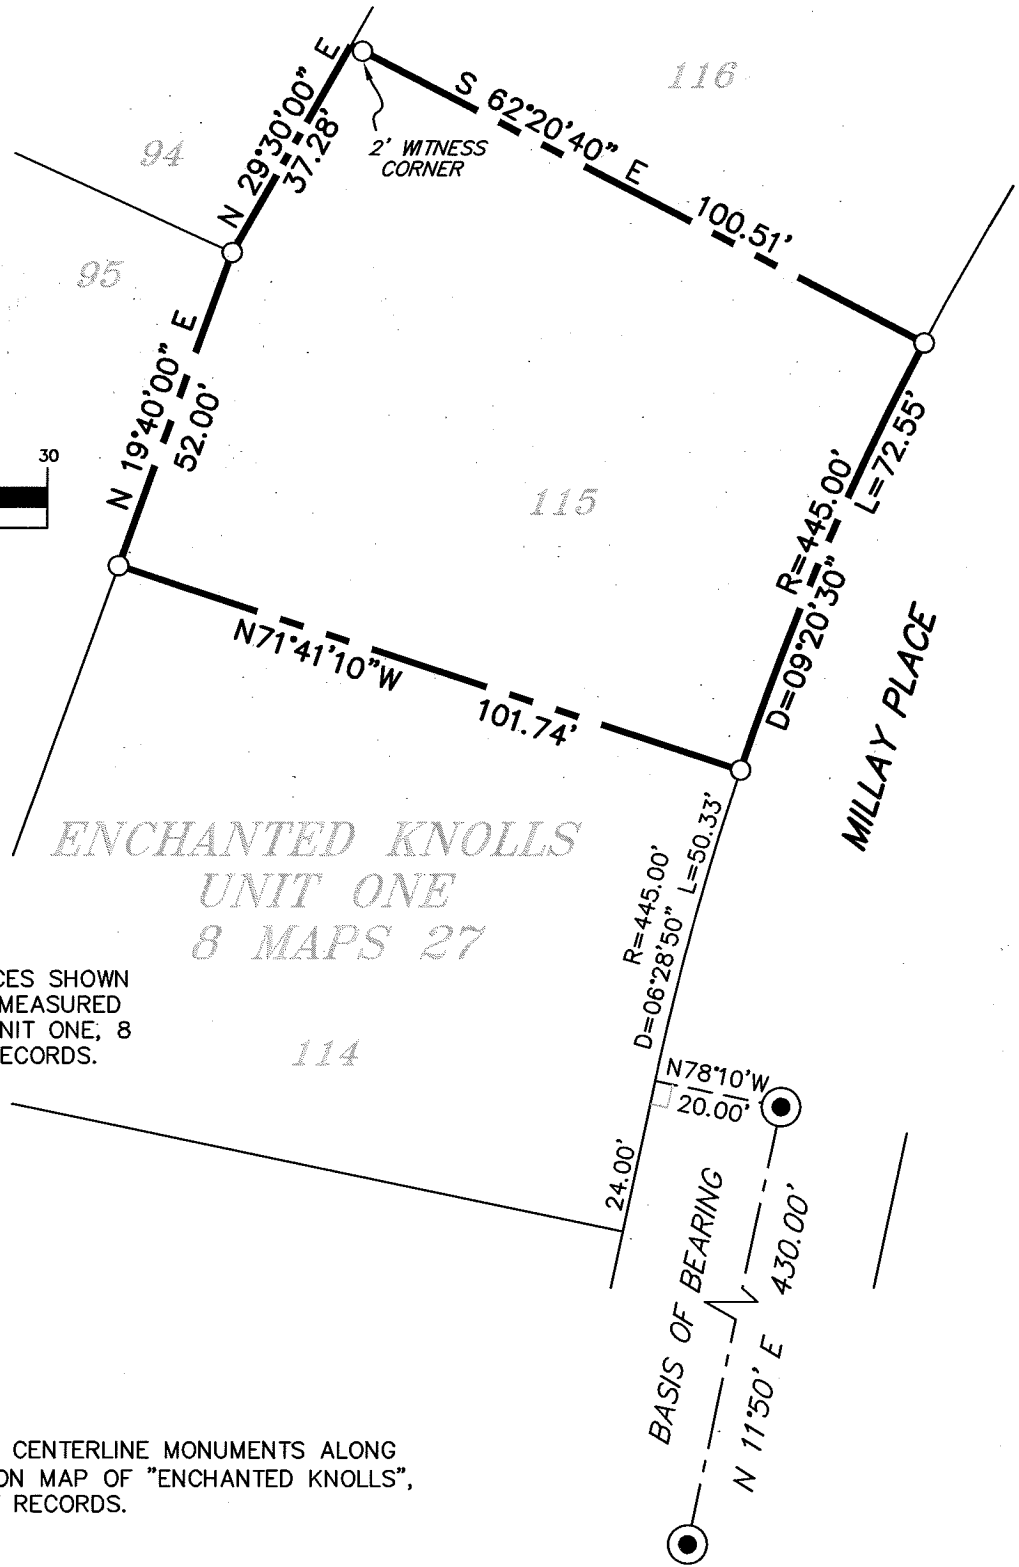 116
94
N 29°30'00" E
37.28'
2' WITNESS
CORNER
S 62°20'40" E
100.51'
95
N 19°40'00" E
52.00'
30
115
R=445.00'
L=72.55'
D=09°20'30"
N71°41'10"W
101.74'
MILLAY PLACE
ENCHANTED KNOLLS
UNIT ONE
8 MAPS 27
R=445.00'
D=06°28'50" L=50.33'
CES SHOWN
MEASURED
NIT ONE, 8
ECORDS.
114
N78°10'W
20.00'
24.00'
BASIS OF BEARING
N 11°50' E 430.00'
CENTERLINE MONUMENTS ALONG
ON MAP OF "ENCHANTED KNOLLS",
RECORDS.